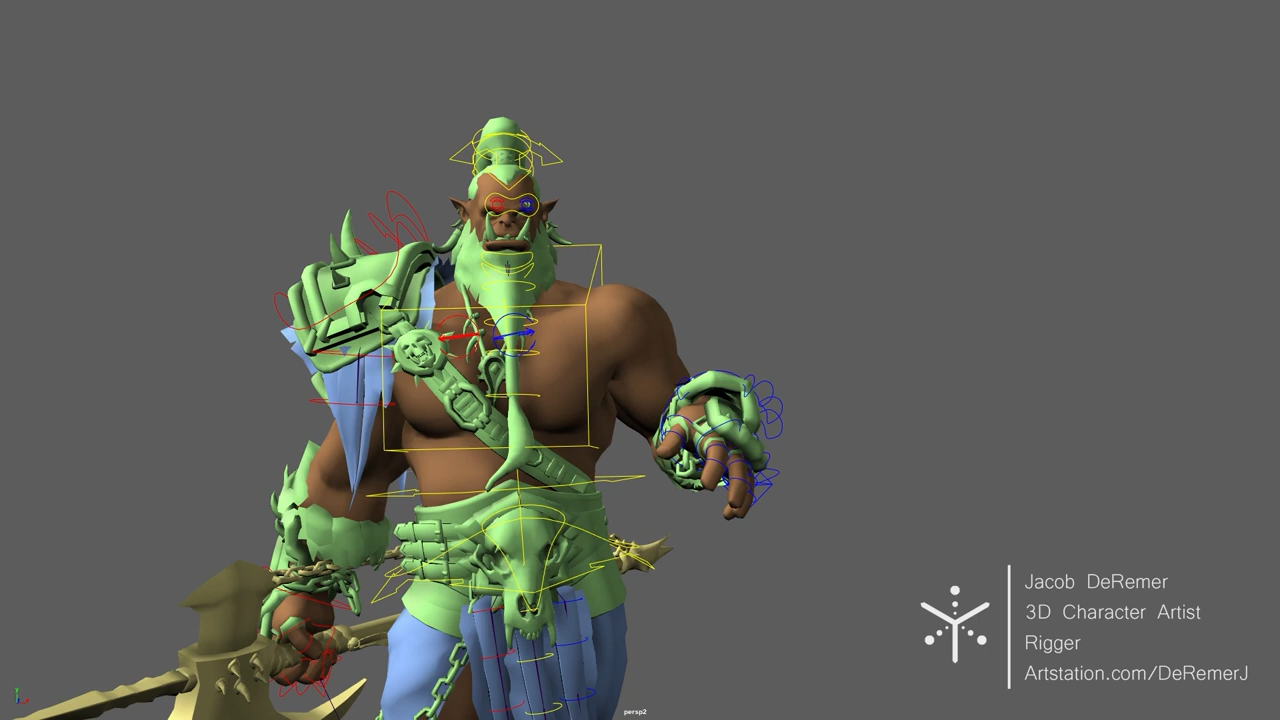 Jacob DeRemer
3D Character Artist
Rigger
Artstation.com/DeRemerJ
persp2